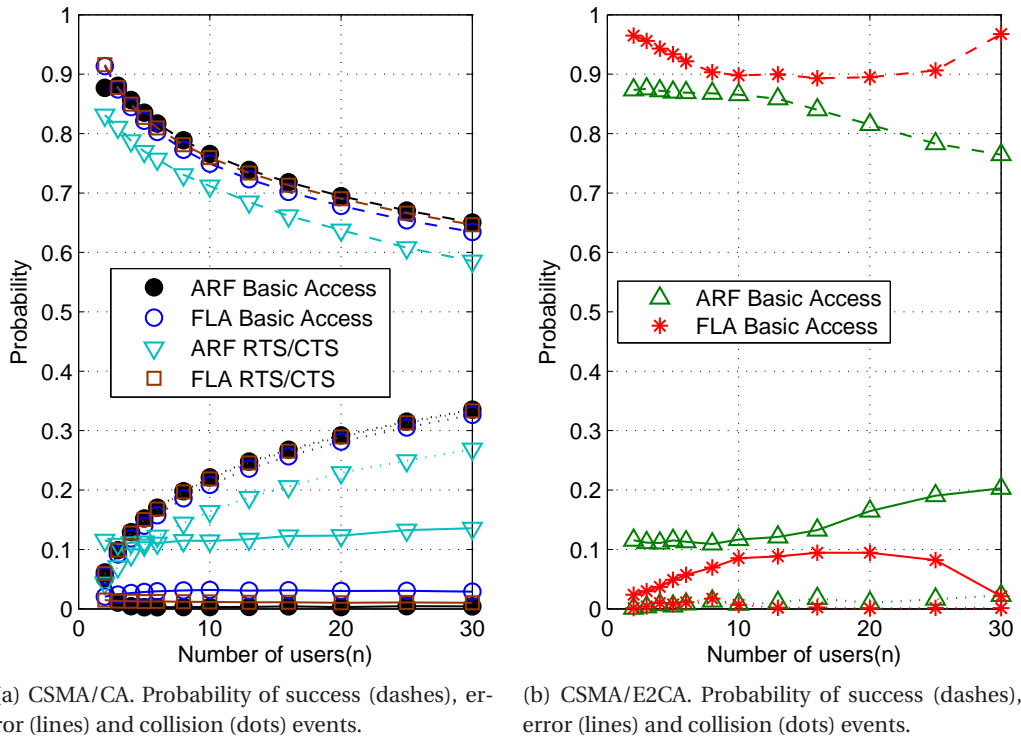 1
0.9
0.8
0.7
0.6
0.5
0.4
0.3
0.2
0.1
0
Probability
ARF Basic Access
FLA Basic Access
ARF RTS/CTS
FLA RTS/CTS
0 10 20 30
Number of users(n)
(a) CSMA/CA. Probability of success (dashes), er-
ror (lines) and collision (dots) events.
1
0.9
0.8
0.7
0.6
0.5
0.4
0.3
0.2
0.1
0
Probability
ARF Basic Access
FLA Basic Access
0 10 20 30
Number of users(n)
(b) CSMA/E2CA. Probability of success (dashes),
error (lines) and collision (dots) events.